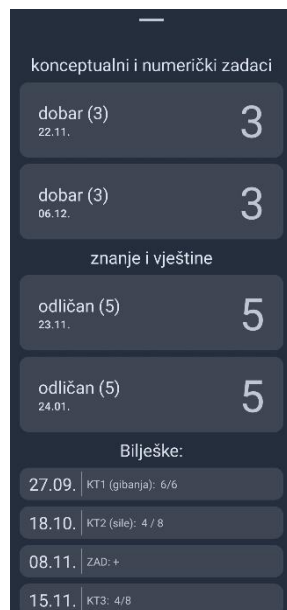 konceptualni i numerički zadaci
dobar (3)
22.11.
3
dobar (3)
06.12.
3
znanje i vještine
odličan (5)
23.11.
5
odličan (5)
24.01.
5
Bilješke:
27.09. KT1 (gibanja): 6/6
18.10. KT2 (sile): 4 / 8
08.11. ZAD: +
15.11. KT3: 4/8